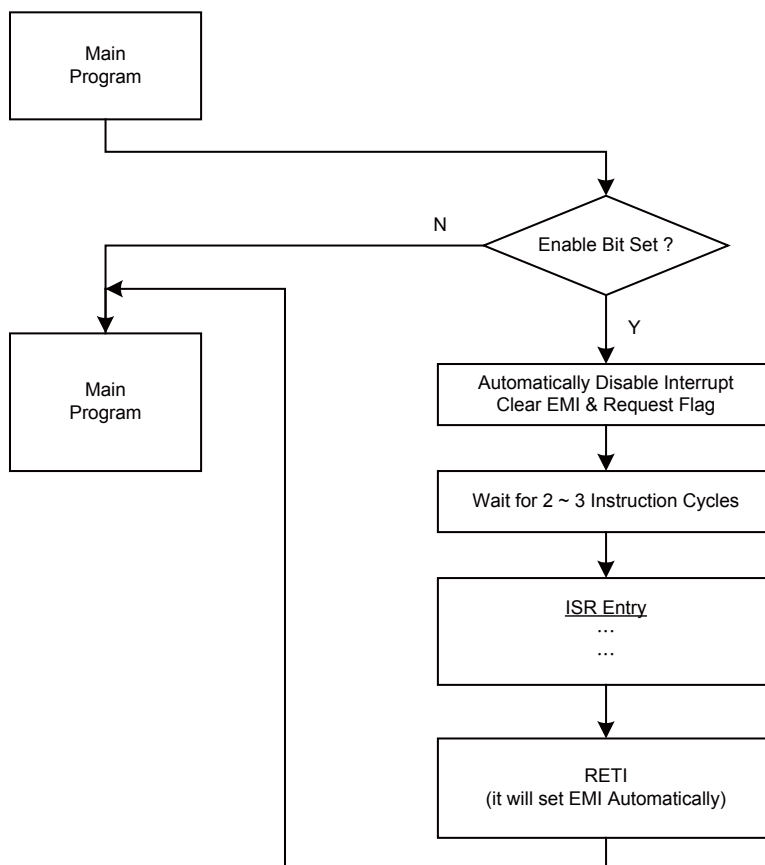 Main
Program
Enable Bit Set ?
N
Y
Main
Program
Automatically Disable Interrupt
Clear EMI & Request Flag
Wait for 2 ~ 3 Instruction Cycles
ISR Entry
...
...
RETI
(it will set EMI Automatically)